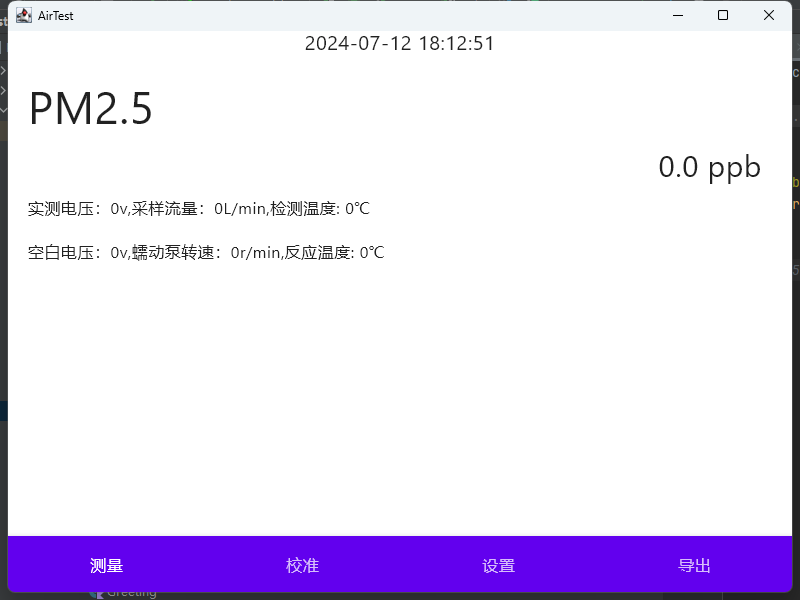 AirTest
2024-07-12 18:12:51
PM2.5
0.0 ppb
实测电压：0v,采样流量：0L/min,检测温度: 0℃
空白电压：0v,蠕动泵转速：0r/min,反应温度: 0℃
测量 校准 设置 导出
Greeting